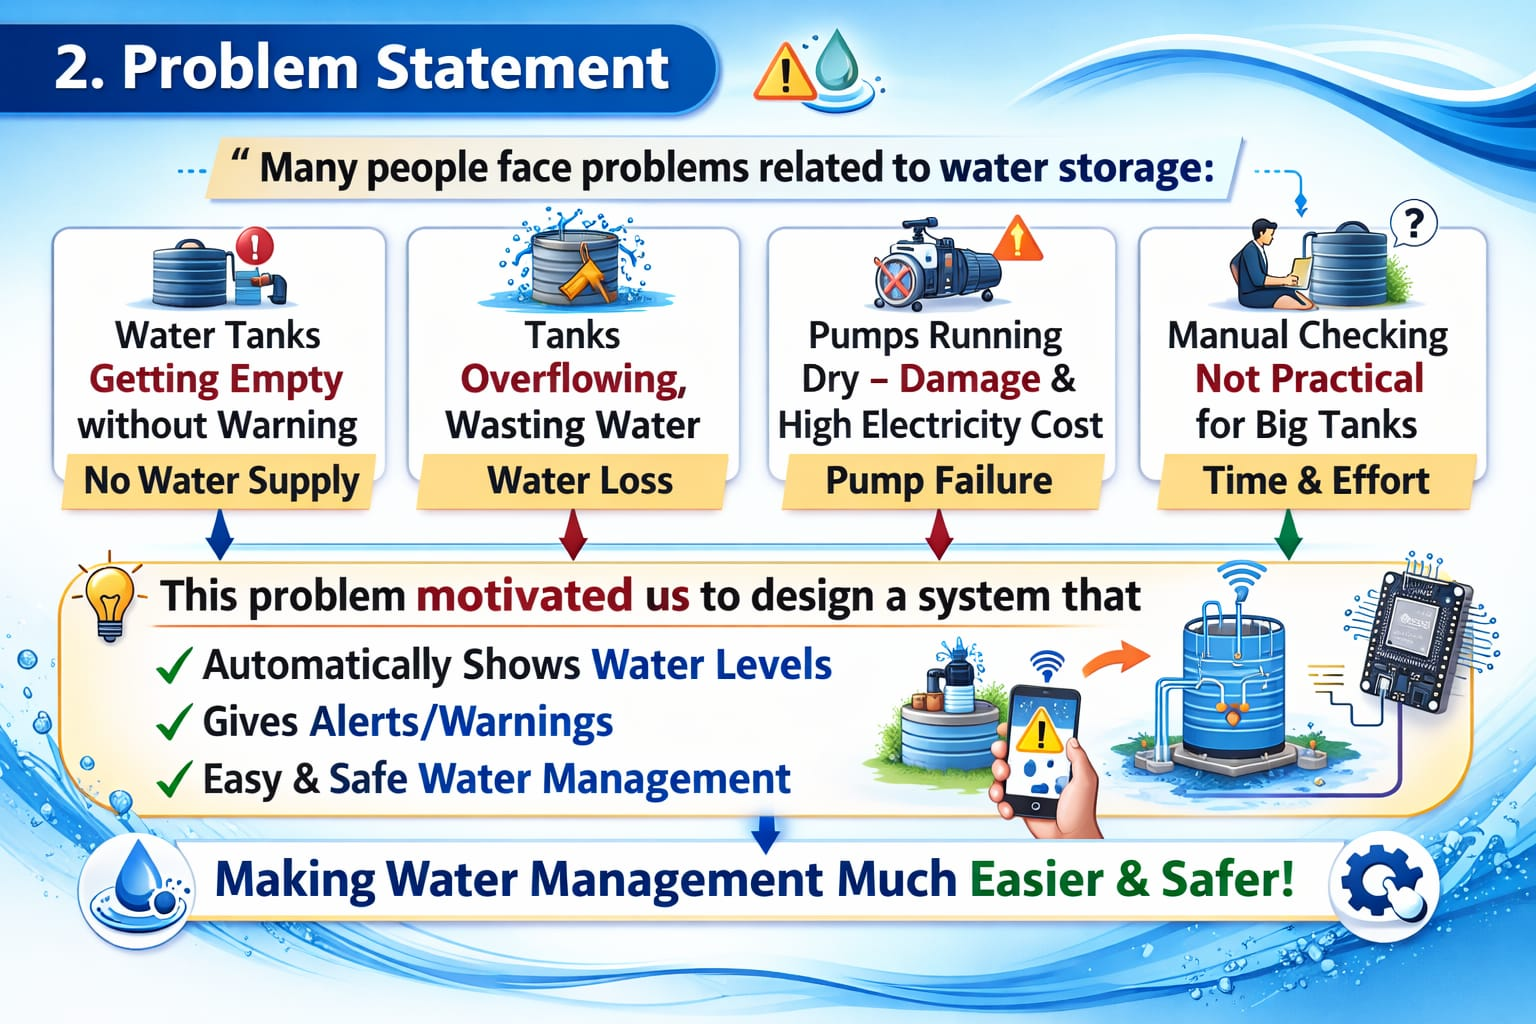 2. Problem Statement
“ Many people face problems related to water storage:
Water Tanks
Getting Empty
without Warning
No Water Supply
Tanks
Overflowing,
Wasting Water
Water Loss
Pumps Running
Dry – Damage &
High Electricity Cost
Pump Failure
?
Manual Checking
Not Practical
for Big Tanks
Time & Effort
This problem motivated us to design a system that
✓ Automatically Shows Water Levels
✓ Gives Alerts/Warnings
✓ Easy & Safe Water Management
Making Water Management Much Easier & Safer!